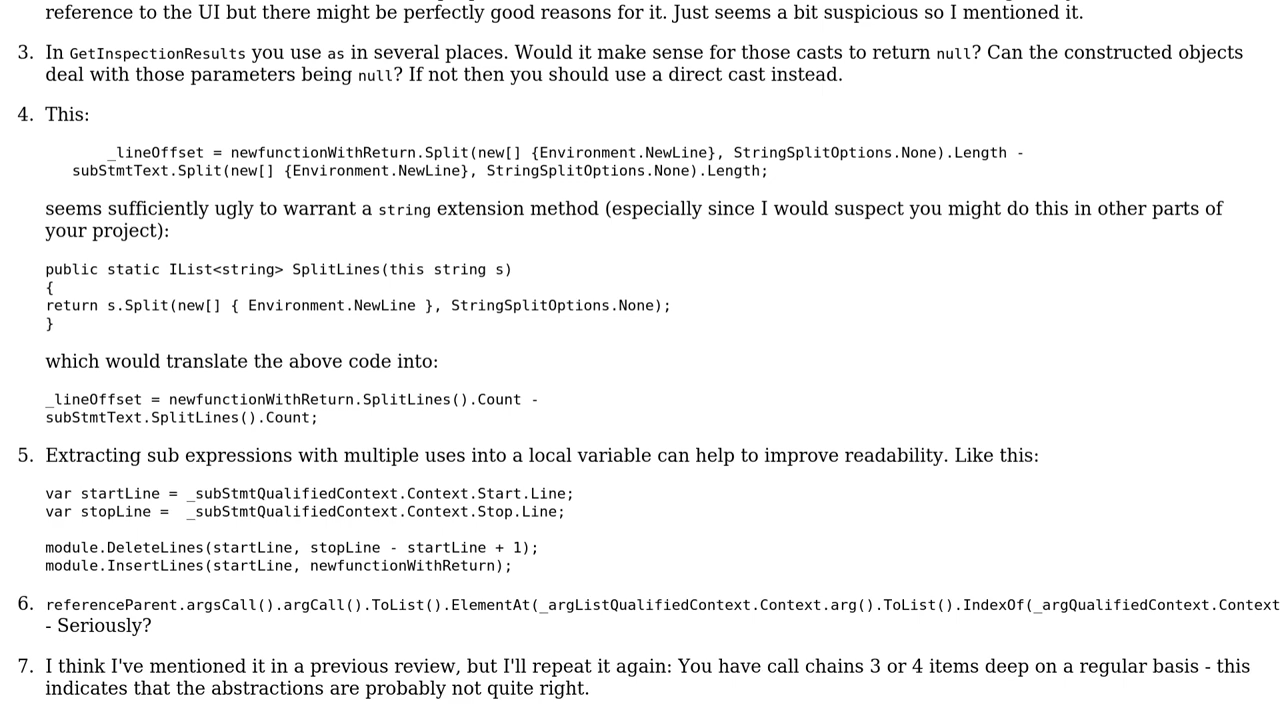 reference to the UI but there might be perfectly good reasons for it. Just seems a bit suspicious so I mentioned it.
3. In GetInspectionResults you use as in several places. Would it make sense for those casts to return null? Can the constructed objects
deal with those parameters being null? If not then you should use a direct cast instead.
4. This:
_lineOffset = newfunctionWithReturn.Split(new[] {Environment.NewLine}, StringSplitOptions.None).Length -
subStmtText.Split(new[] {Environment.NewLine}, StringSplitOptions.None).Length;
seems sufficiently ugly to warrant a string extension method (especially since I would suspect you might do this in other parts of
your project):
public static IList<string> SplitLines(this string s)
{
return s.Split(new[] { Environment.NewLine }, StringSplitOptions.None);
}
which would translate the above code into:
_lineOffset = newfunctionWithReturn.SplitLines().Count -
subStmtText.SplitLines().Count;
5. Extracting sub expressions with multiple uses into a local variable can help to improve readability. Like this:
var startLine = _subStmtQualifiedContext.Context.Start.Line;
var stopLine =  _subStmtQualifiedContext.Context.Stop.Line;
module.DeleteLines(startLine, stopLine - startLine + 1);
module.InsertLines(startLine, newfunctionWithReturn);
6. referenceParent.argsCall().argCall().ToList().ElementAt(_argListQualifiedContext.Context.arg().ToList().IndexOf(_argQualifiedContext.Context
- Seriously?
7. I think I've mentioned it in a previous review, but I'll repeat it again: You have call chains 3 or 4 items deep on a regular basis - this
indicates that the abstractions are probably not quite right.